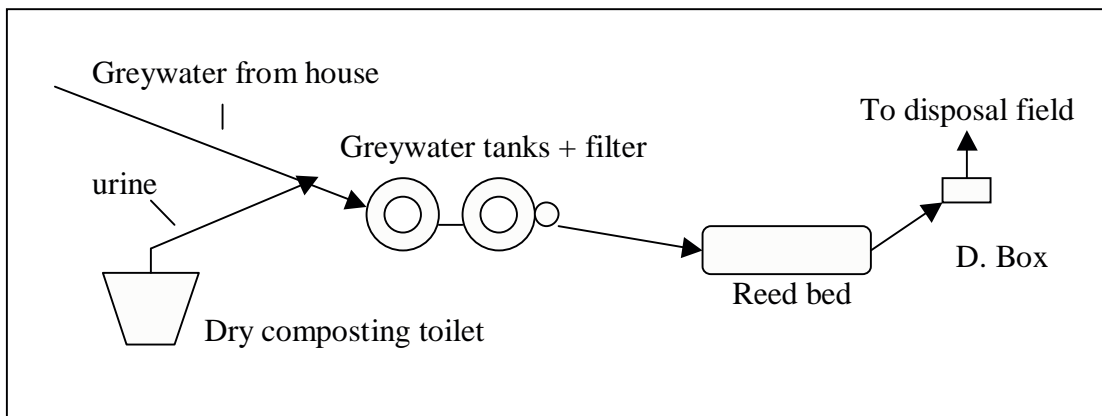 Greywater from house
To disposal field
Greywater tanks + filter
urine
D. Box
Reed bed
Dry composting toilet